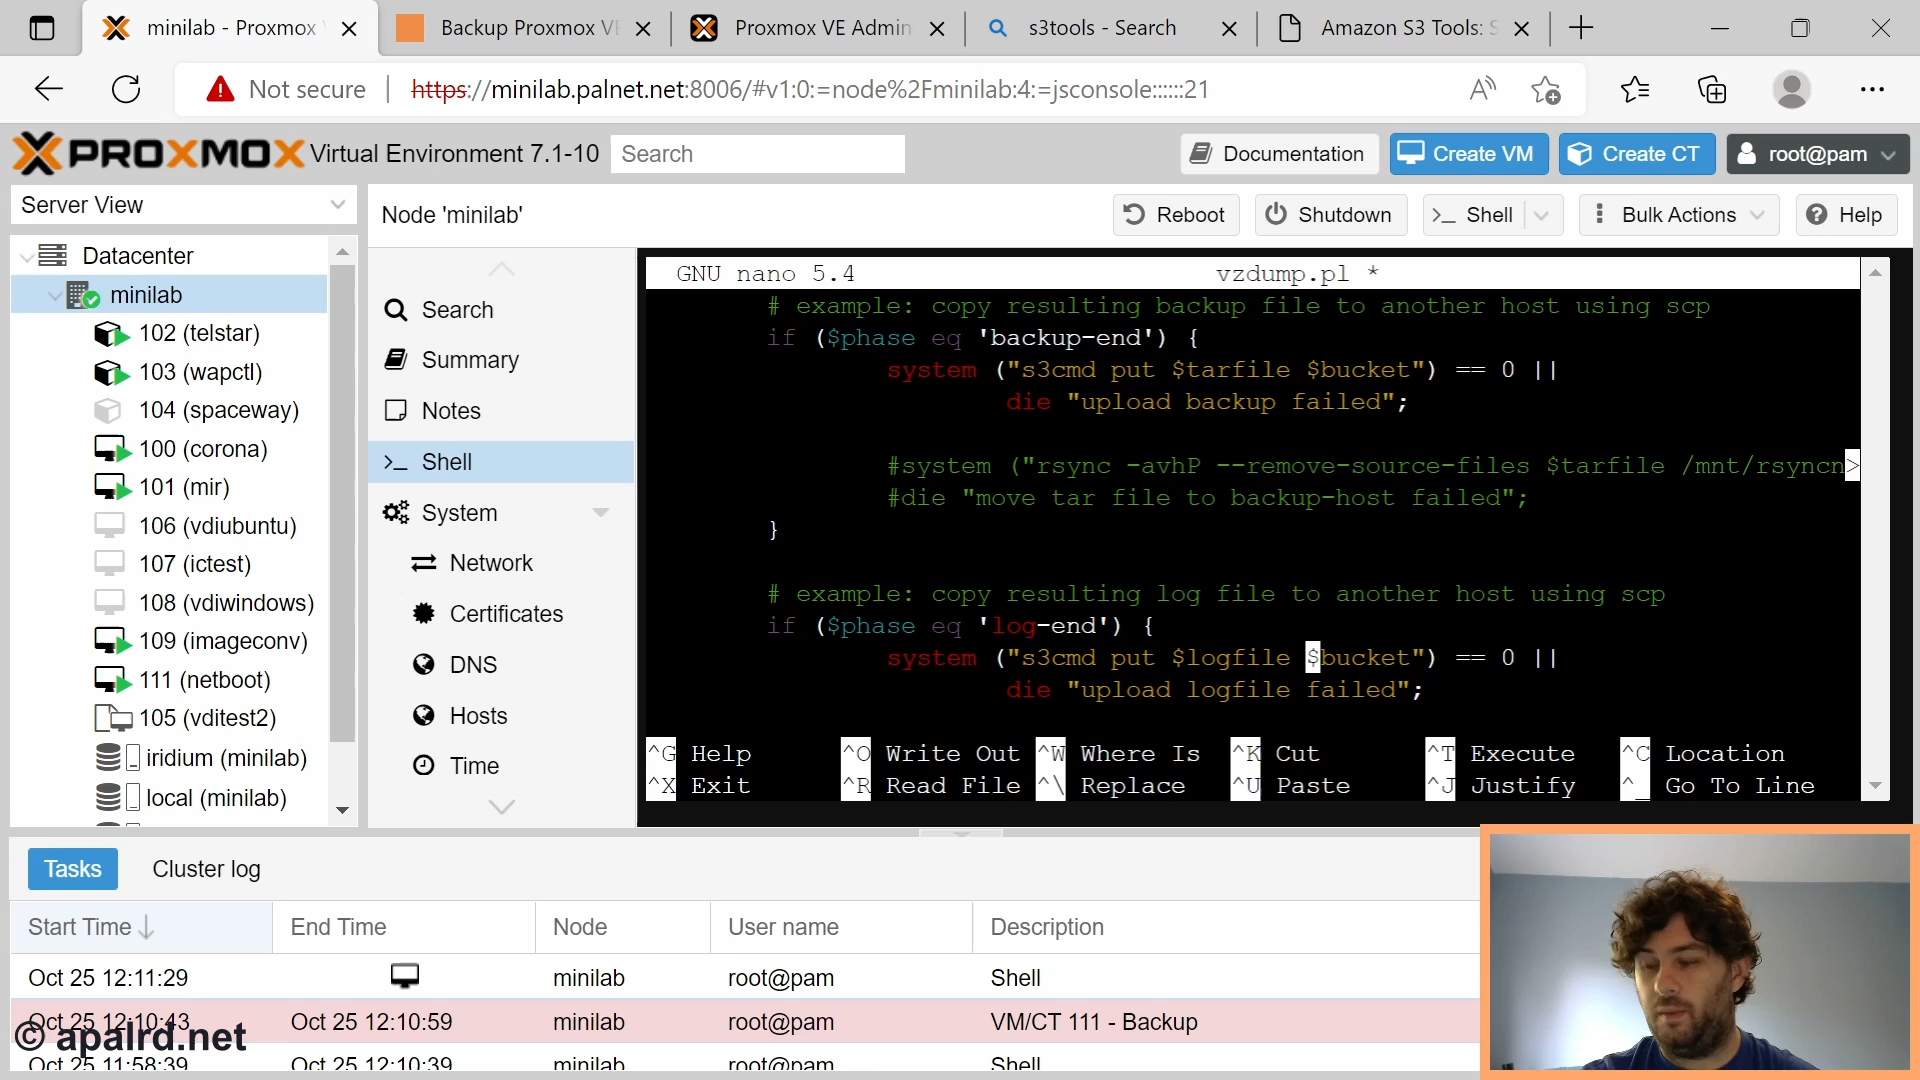 minilab - Proxmox
Backup Proxmox VE
Proxmox VE Admin
s3tools - Search
Amazon S3 Tools: S
Not secure
https://minilab.palnet.net:8006/#v1:0:=node%2Fminilab:4:=jsconsole::::::21
PROXMOX Virtual Environment 7.1-10
Search
Documentation
Create VM
Create CT
root@pam
Server View
Node 'minilab'
Reboot
Shutdown
Shell
Bulk Actions
Help
Datacenter
minilab
102 (telstar)
103 (wapctl)
104 (spaceway)
100 (corona)
101 (mir)
106 (vdiubuntu)
107 (ictest)
108 (vdiwindows)
109 (imageconv)
111 (netboot)
105 (vditest2)
iridium (minilab)
local (minilab)
Search
Summary
Notes
Shell
System
Network
Certificates
DNS
Hosts
Time
GNU nano 5.4 vzdump.pl *
# example: copy resulting backup file to another host using scp
if ($phase eq 'backup-end') {
system ("s3cmd put $tarfile $bucket") == 0 ||
die "upload backup failed";
#system ("rsync -avhP --remove-source-files $tarfile /mnt/rsyncn>
#die "move tar file to backup-host failed";
}
# example: copy resulting log file to another host using scp
if ($phase eq 'log-end') {
system ("s3cmd put $logfile $bucket") == 0 ||
die "upload logfile failed";
^G Help ^O Write Out ^W Where Is ^K Cut ^T Execute ^C Location
^X Exit ^R Read File ^\ Replace ^U Paste ^J Justify ^_ Go To Line
Tasks
Cluster log
Start Time End Time Node User name Description
Oct 25 12:11:29 minilab root@pam Shell
Oct 25 12:10:43 Oct 25 12:10:59 minilab root@pam VM/CT 111 - Backup
Oct 25 11:58:39 Oct 25 12:10:39 minilab root@pam Shell
© apalrd.net